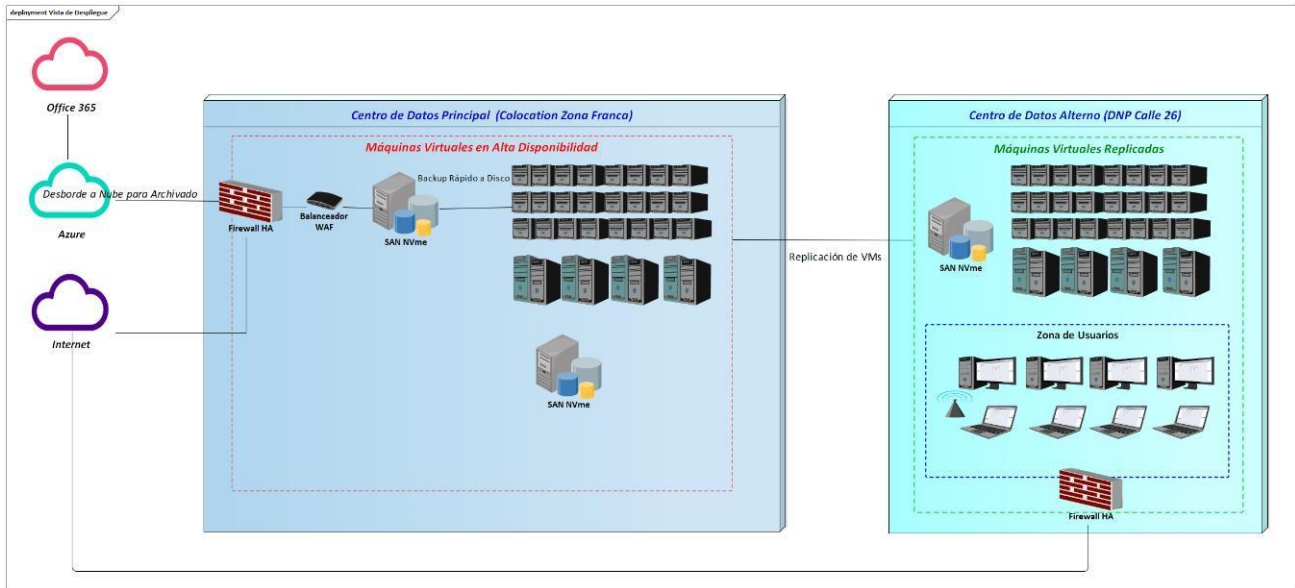 deployment Vista de Despliegue
Office 365
Desborde a Nube para Archivado
Azure
Internet
Centro de Datos Principal (Colocation Zona Franca)
Máquinas Virtuales en Alta Disponibilidad
Firewall HA
Balanceador
WAF
Backup Rápido a Disco
SAN NVme
SAN NVme
Replicación de VMs
Centro de Datos Alterno (DNP Calle 26)
Máquinas Virtuales Replicadas
SAN NVme
Zona de Usuarios
Firewall HA